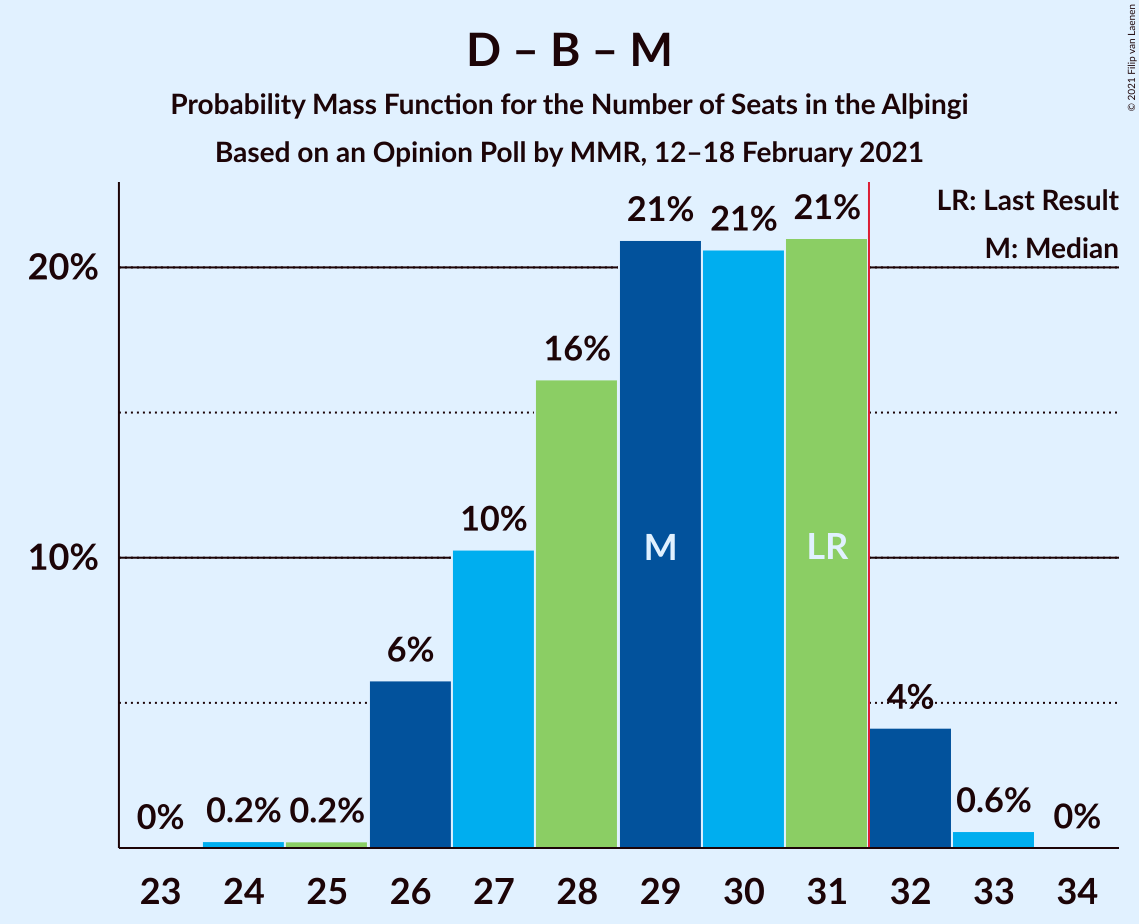 D – B – M
Probability Mass Function for the Number of Seats in the Alþingi
Based on an Opinion Poll by MMR, 12–18 February 2021
© 2021 Filip van Laenen
LR: Last Result
M: Median
20%
10%
0%
0.2%
0.2%
6%
10%
16%
21%
21%
21%
4%
0.6%
0%
M
LR
23 24 25 26 27 28 29 30 31 32 33 34